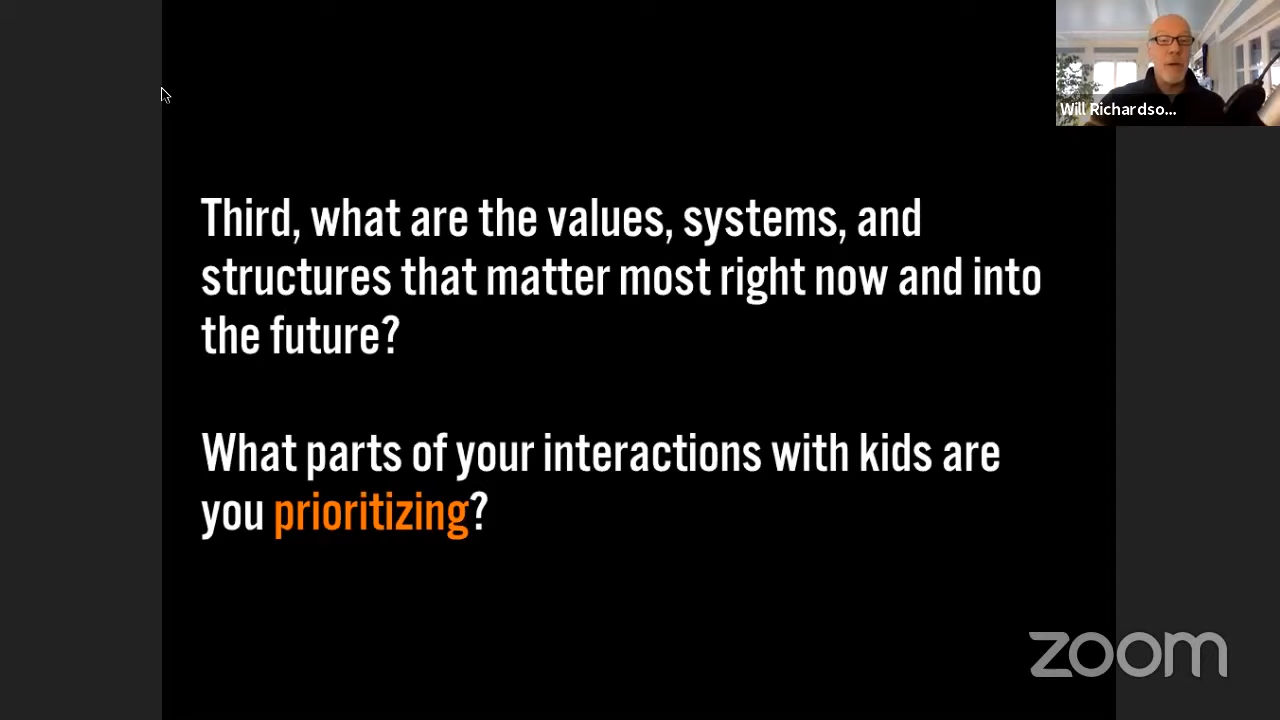 Will Richardso...
Third, what are the values, systems, and
structures that matter most right now and into
the future?
What parts of your interactions with kids are
you prioritizing?
zoom